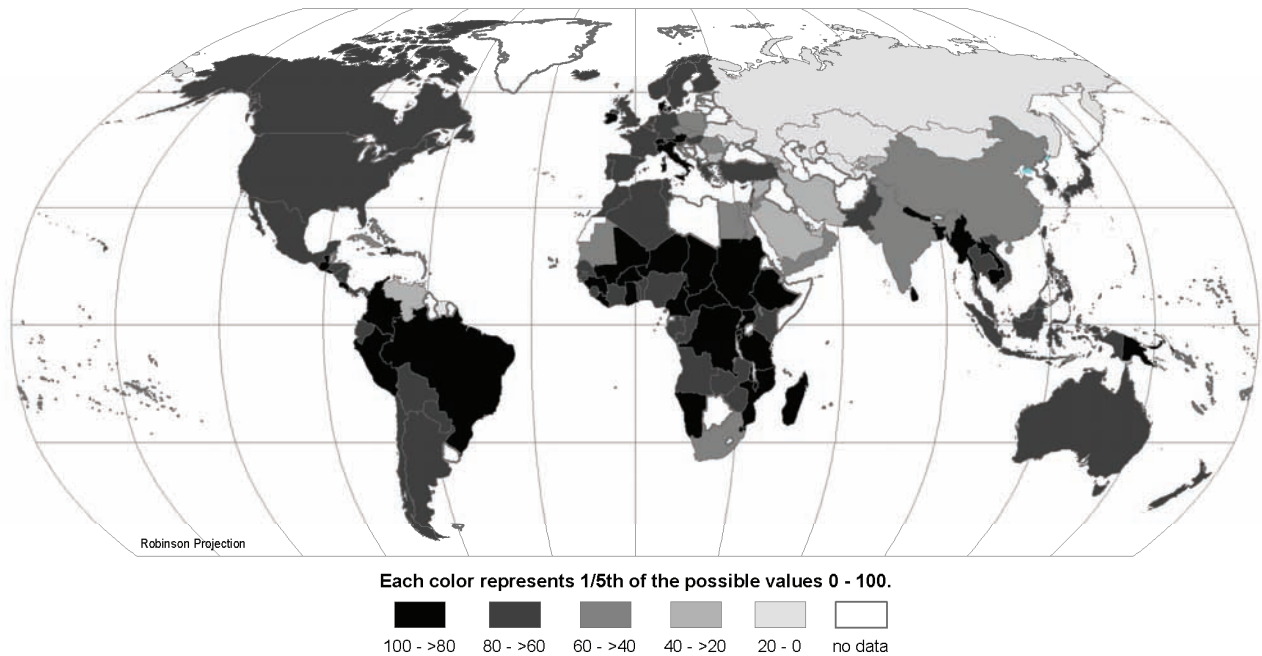 Robinson Projection
Each color represents 1/5th of the possible values 0 - 100.
100 - >80 80 - >60 60 - >40 40 - >20 20 - 0 no data